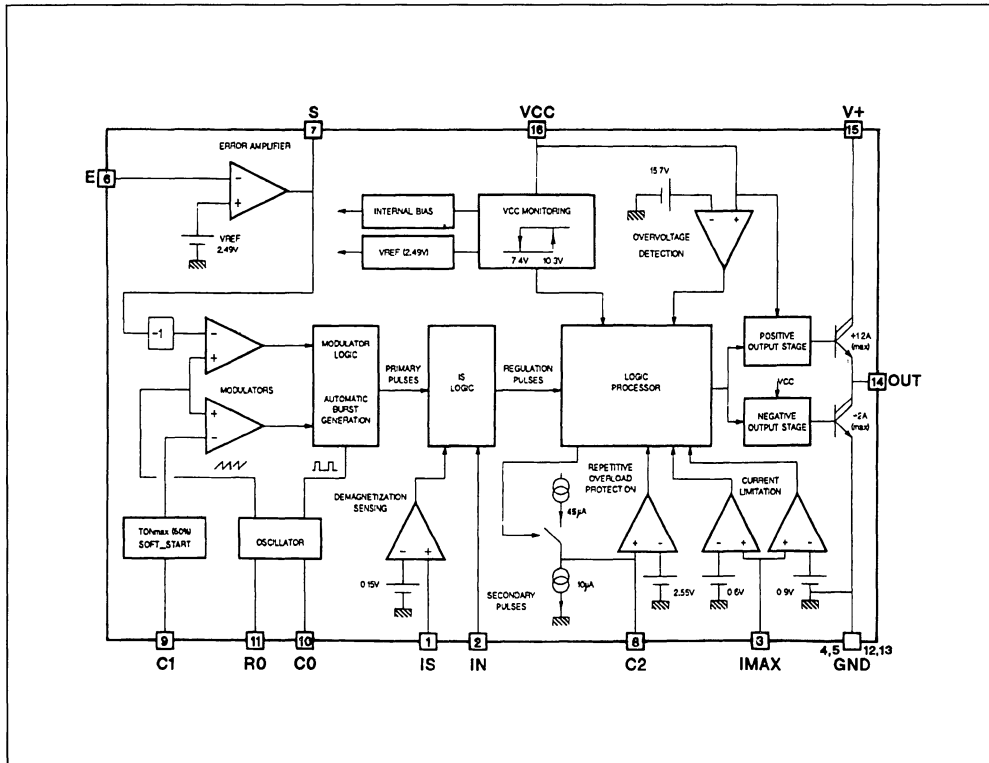 S
VCC
V+
7
16
15
ERROR AMPLIFIER
E
6
-
+
15.7V
-
+
VREF
2.49V
INTERNAL BIAS
VCC MONITORING
VREF (2.49V)
7.4V
10.3V
OVERVOLTAGE
DETECTION
-1
-
+
MODULATOR
LOGIC
AUTOMATIC
BURST
GENERATION
PRIMARY
PULSES
IS
LOGIC
REGULATION
PULSES
LOGIC
PROCESSOR
POSITIVE
OUTPUT STAGE
+1.2A
(max)
MODULATORS
VCC
14
OUT
+
-
NEGATIVE
OUTPUT STAGE
-2A
(max)
REPETITIVE
OVERLOAD
PROTECTION
CURRENT
LIMITATION
DEMAGNETIZATION
SENSING
45µA
TONmax (60%)
SOFT_START
OSCILLATOR
-
+
+
-
-
+
+
-
0.15V
10µA
2.55V
0.6V
0.9V
SECONDARY
PULSES
9
11
10
1
2
8
3
4,5
12,13
C1
R0
C0
IS
IN
C2
IMAX
GND